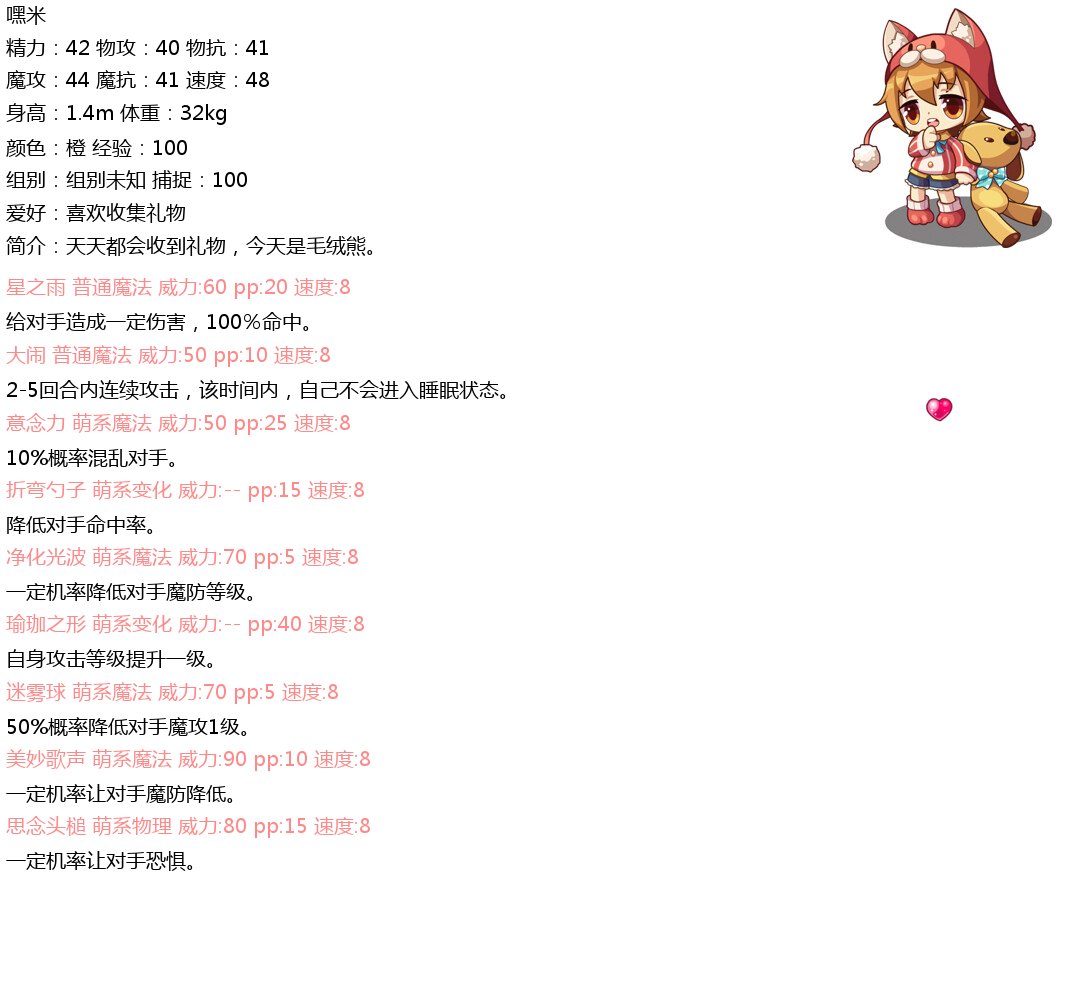 嘿米
精力：42 物攻：40 物抗：41
魔攻：44 魔抗：41 速度：48
身高：1.4m 体重：32kg
颜色：橙 经验：100
组别：组别未知 捕捉：100
爱好：喜欢收集礼物
简介：天天都会收到礼物，今天是毛绒熊。
星之雨 普通魔法 威力:60 pp:20 速度:8
给对手造成一定伤害，100%命中。
大闹 普通魔法 威力:50 pp:10 速度:8
2-5回合内连续攻击，该时间内，自己不会进入睡眠状态。
意念力 萌系魔法 威力:50 pp:25 速度:8
10%概率混乱对手。
折弯勺子 萌系变化 威力:-- pp:15 速度:8
降低对手命中率。
净化光波 萌系魔法 威力:70 pp:5 速度:8
一定机率降低对手魔防等级。
瑜珈之形 萌系变化 威力:-- pp:40 速度:8
自身攻击等级提升一级。
迷雾球 萌系魔法 威力:70 pp:5 速度:8
50%概率降低对手魔攻1级。
美妙歌声 萌系魔法 威力:90 pp:10 速度:8
一定机率让对手魔防降低。
思念头槌 萌系物理 威力:80 pp:15 速度:8
一定机率让对手恐惧。